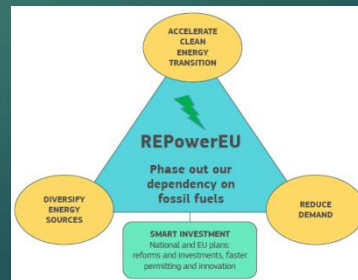 ACCELERATE
CLEAN
ENERGY
TRANSITION
REPowerEU
Phase out our
dependency on
fossil fuels
DIVERSIFY
ENERGY
SOURCES
REDUCE
DEMAND
SMART INVESTMENT
National and EU plans:
reforms and investments, faster
permitting and innovation